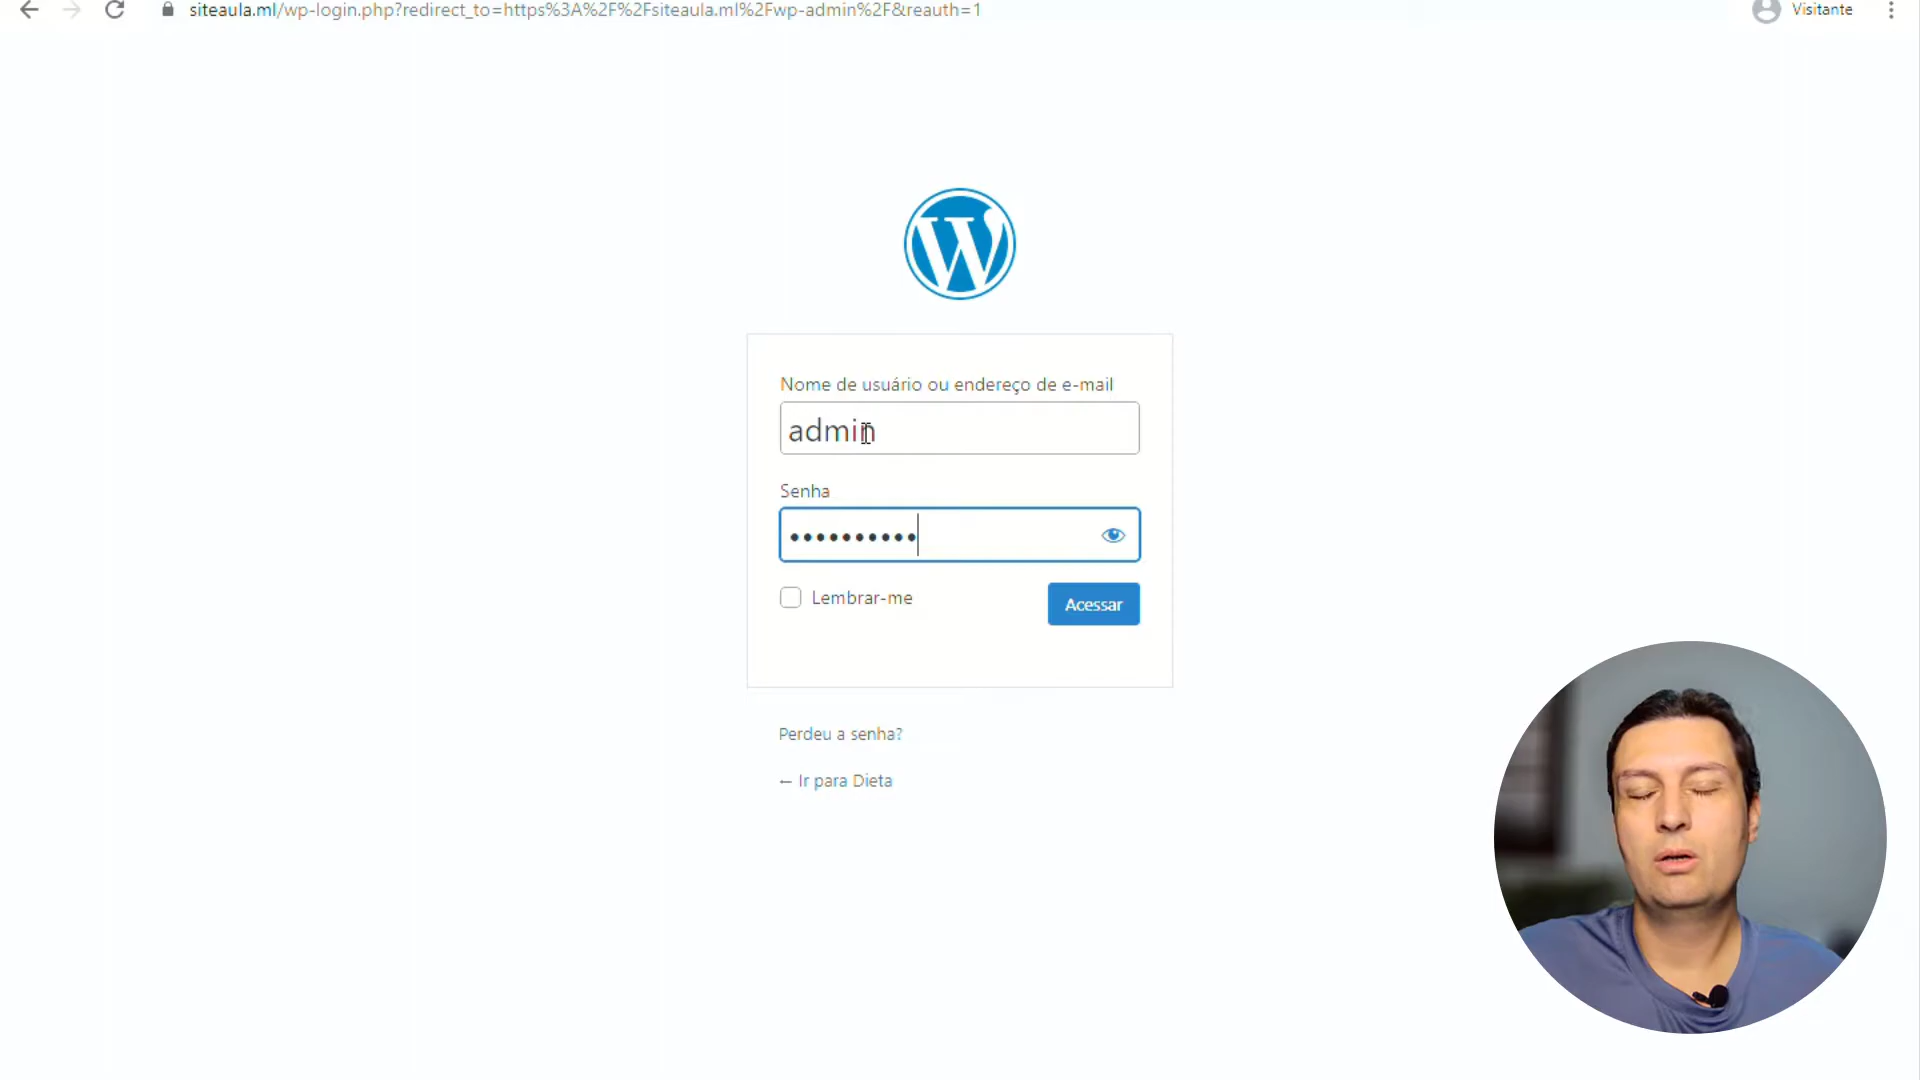 siteaula.ml/wp-login.php?redirect_to=https%3A%2F%2Fsiteaula.ml%2Fwp-admin%2F&reauth=1
Visitante
Nome de usuário ou endereço de e-mail
admin
Senha
Lembrar-me
Acessar
Perdeu a senha?
← Ir para Dieta